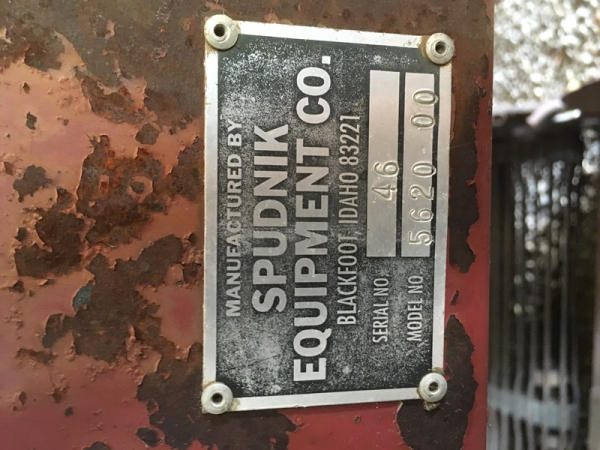 MANUFACTURED BY
SPUDNIK
EQUIPMENT CO.
BLACKFOOT, IDAHO 83221
SERIAL NO. 46
MODEL NO. 5620 00